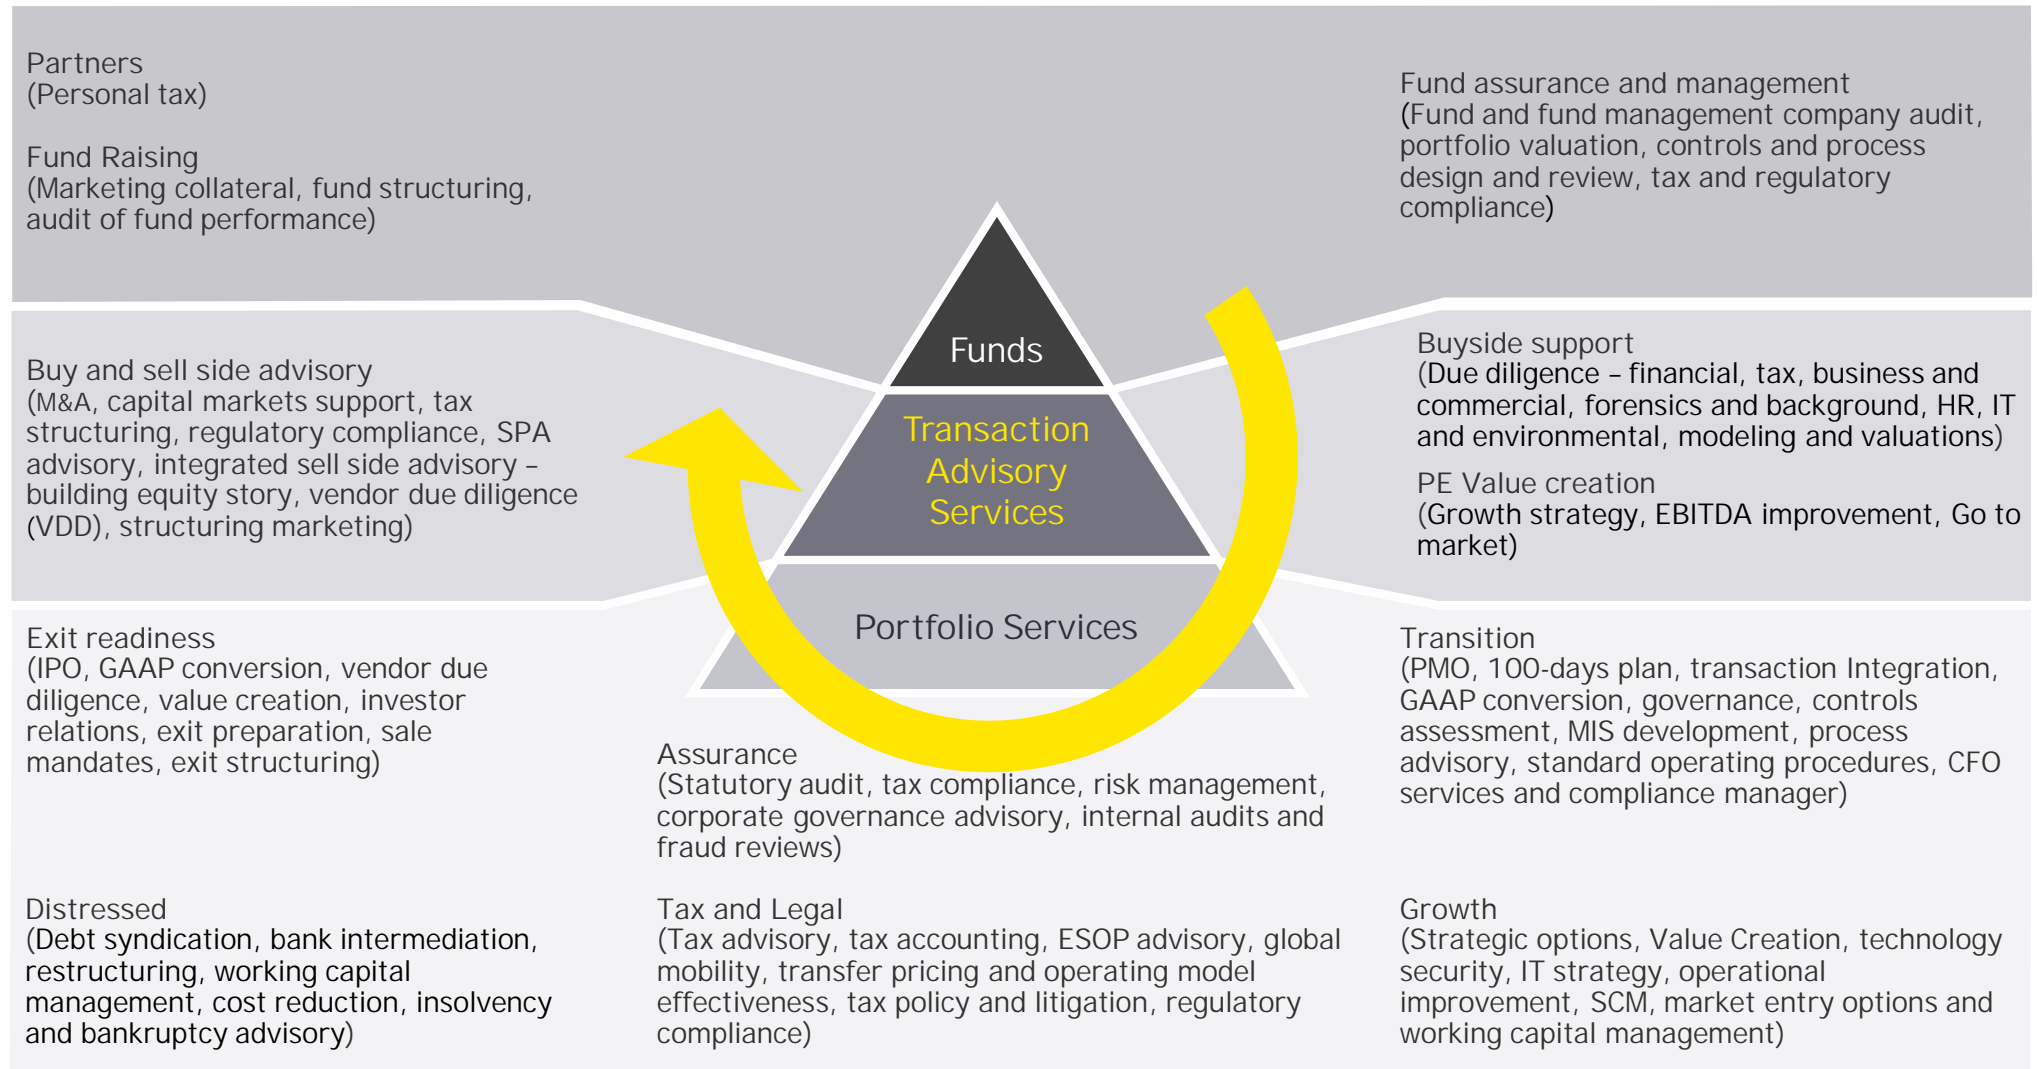 Partners
(Personal tax)
Fund Raising
(Marketing collateral, fund structuring,
audit of fund performance)
Fund assurance and management
(Fund and fund management company audit,
portfolio valuation, controls and process
design and review, tax and regulatory
compliance)
Funds
Buy and sell side advisory
(M&A, capital markets support, tax
structuring, regulatory compliance, SPA
advisory, integrated sell side advisory –
building equity story, vendor due diligence
(VDD), structuring marketing)
Transaction
Advisory
Services
Buyside support
(Due diligence – financial, tax, business and
commercial, forensics and background, HR, IT
and environmental, modeling and valuations)
PE Value creation
(Growth strategy, EBITDA improvement, Go to
market)
Portfolio Services
Exit readiness
(IPO, GAAP conversion, vendor due
diligence, value creation, investor
relations, exit preparation, sale
mandates, exit structuring)
Assurance
(Statutory audit, tax compliance, risk management,
corporate governance advisory, internal audits and
fraud reviews)
Transition
(PMO, 100-days plan, transaction Integration,
GAAP conversion, governance, controls
assessment, MIS development, process
advisory, standard operating procedures, CFO
services and compliance manager)
Distressed
(Debt syndication, bank intermediation,
restructuring, working capital
management, cost reduction, insolvency
and bankruptcy advisory)
Tax and Legal
(Tax advisory, tax accounting, ESOP advisory, global
mobility, transfer pricing and operating model
effectiveness, tax policy and litigation, regulatory
compliance)
Growth
(Strategic options, Value Creation, technology
security, IT strategy, operational
improvement, SCM, market entry options and
working capital management)